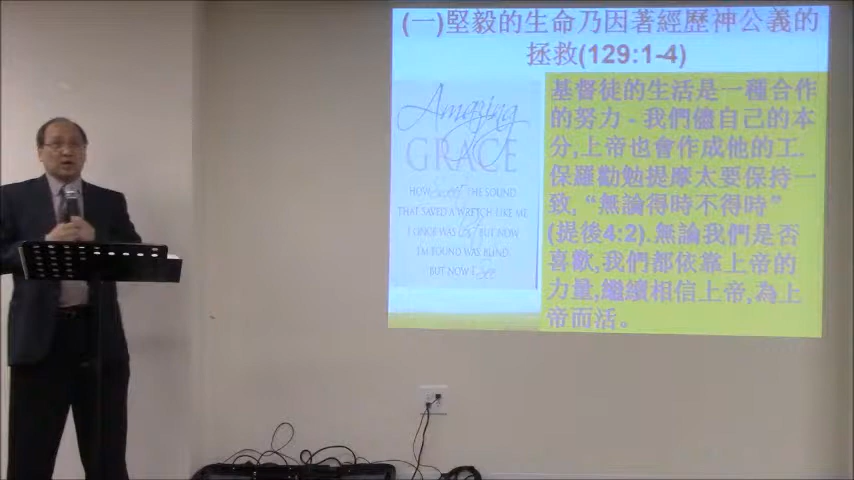 (一)堅毅的生命乃因著經歷神公義的
拯救(129:1-4)
Amazing
GRACE
HOW Sweet THE SOUND
THAT SAVED A WRETCH LIKE ME
I ONCE WAS LOST BUT NOW
I'M FOUND WAS BLIND
BUT NOW I See
基督徒的生活是一種合作
的努力-我們儘自己的本
分,上帝也會作成他的工.
保羅勸勉提摩太要保持一
致, “無論得時不得時”
(提後4:2).無論我們是否
喜歡,我們都依靠上帝的
力量,繼續相信上帝,為上
帝而活。